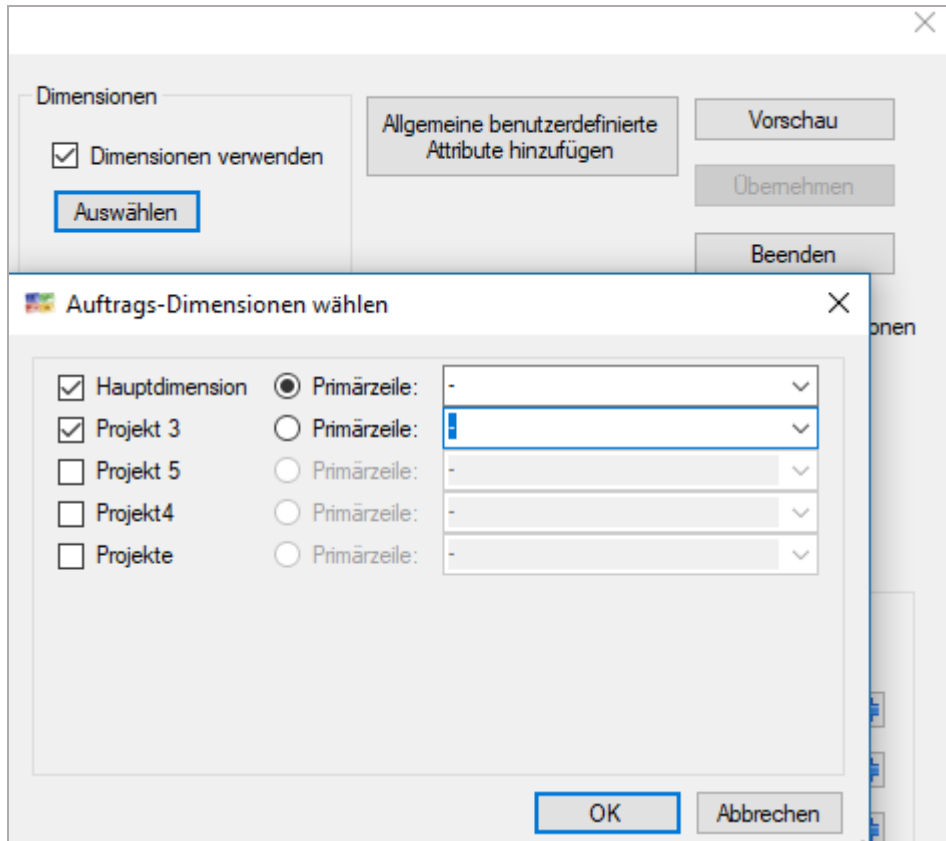 Dimensionen
Dimensionen verwenden
Auswählen
Allgemeine benutzerdefinierte
Attribute hinzufügen
Vorschau
Übernehmen
Beenden
onen
Auftrags-Dimensionen wählen
Hauptdimension Primärzeile: -
Projekt 3 Primärzeile: -
Projekt 5 Primärzeile: -
Projekt4 Primärzeile: -
Projekte Primärzeile: -
OK Abbrechen